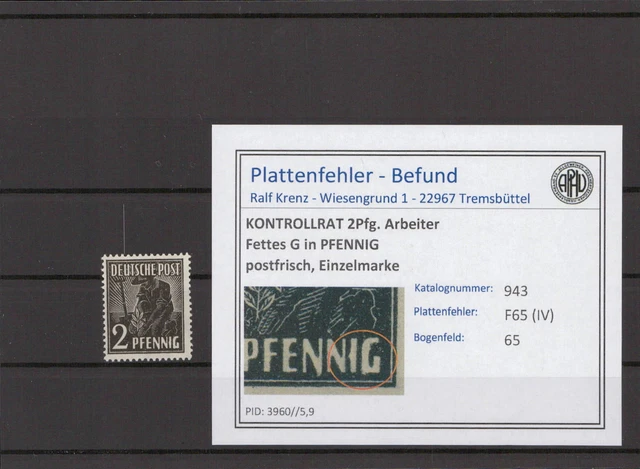 DEUTSCHE POST
2 PFENNIG
Plattenfehler - Befund
Ralf Krenz - Wiesengrund 1 - 22967 Tremsbüttel
APHV
KONTROLLRAT 2Pfg. Arbeiter
Fettes G in PFENNIG
postfrisch, Einzelmarke
Katalognummer: 943
Plattenfehler: F65 (IV)
Bogenfeld: 65
PFENNIG
PID: 3960//5,9